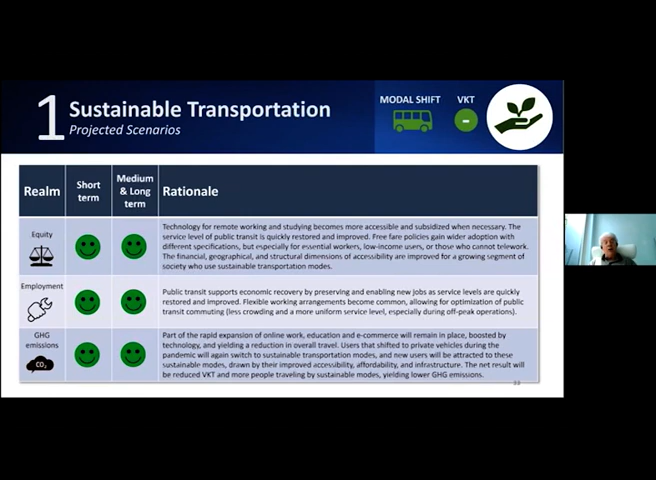 1
Sustainable Transportation
Projected Scenarios
MODAL SHIFT
VKT
-
Realm
Short term
Medium & Long term
Rationale
Equity
Technology for remote working and studying becomes more accessible and subsidized when necessary. The
service level of public transit is quickly restored and improved. Free fare policies gain wider adoption with
different specifications, but especially for essential workers, low-income users, or those who cannot telework.
The financial, geographical, and structural dimensions of accessibility are improved for a growing segment of
society who use sustainable transportation modes.
Employment
Public transit supports economic recovery by preserving and enabling new jobs as service levels are quickly
restored and improved. Flexible working arrangements become common, allowing for optimization of public
transit commuting (less crowding and a more uniform service level, especially during off-peak operations).
GHG emissions
CO2
Part of the rapid expansion of online work, education and e-commerce will remain in place, boosted by
technology, and yielding a reduction in overall travel. Users that shifted to private vehicles during the
pandemic will again switch to sustainable transportation modes, and new users will be attracted to these
sustainable modes, drawn by their improved accessibility, affordability, and infrastructure. The net result will
be reduced VKT and more people traveling by sustainable modes, yielding lower GHG emissions.